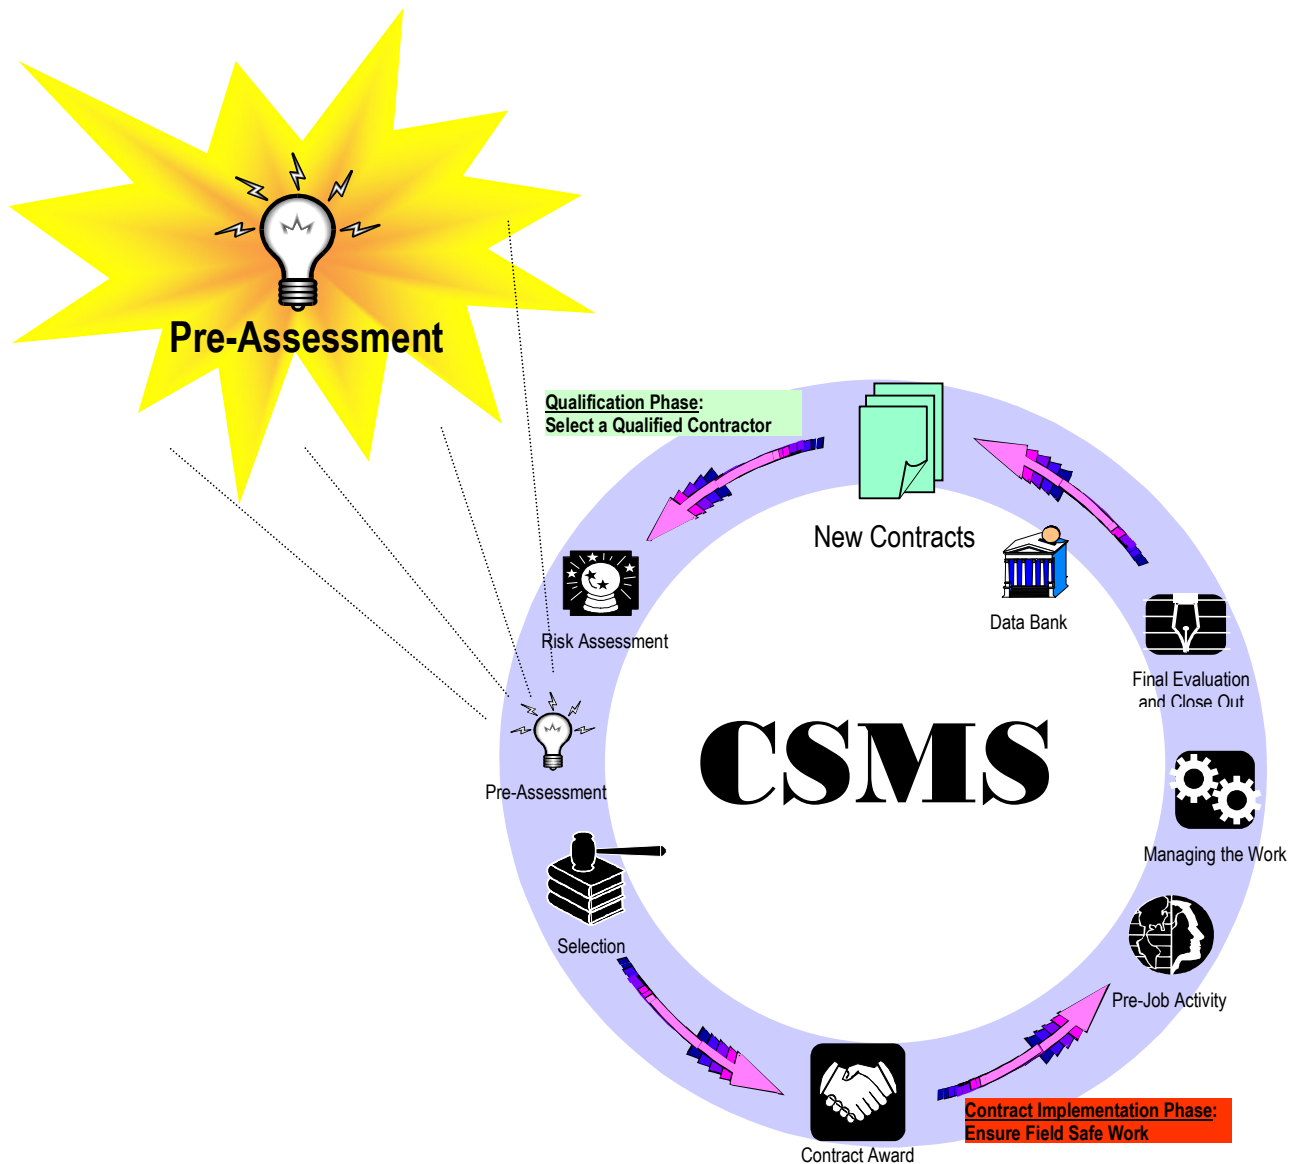 Pre-Assessment
Qualification Phase:
Select a Qualified Contractor
New Contracts
Data Bank
Risk Assessment
Final Evaluation
and Close Out
CSMS
Pre-Assessment
Managing the Work
Selection
Pre-Job Activity
Contract Implementation Phase:
Ensure Field Safe Work
Contract Award